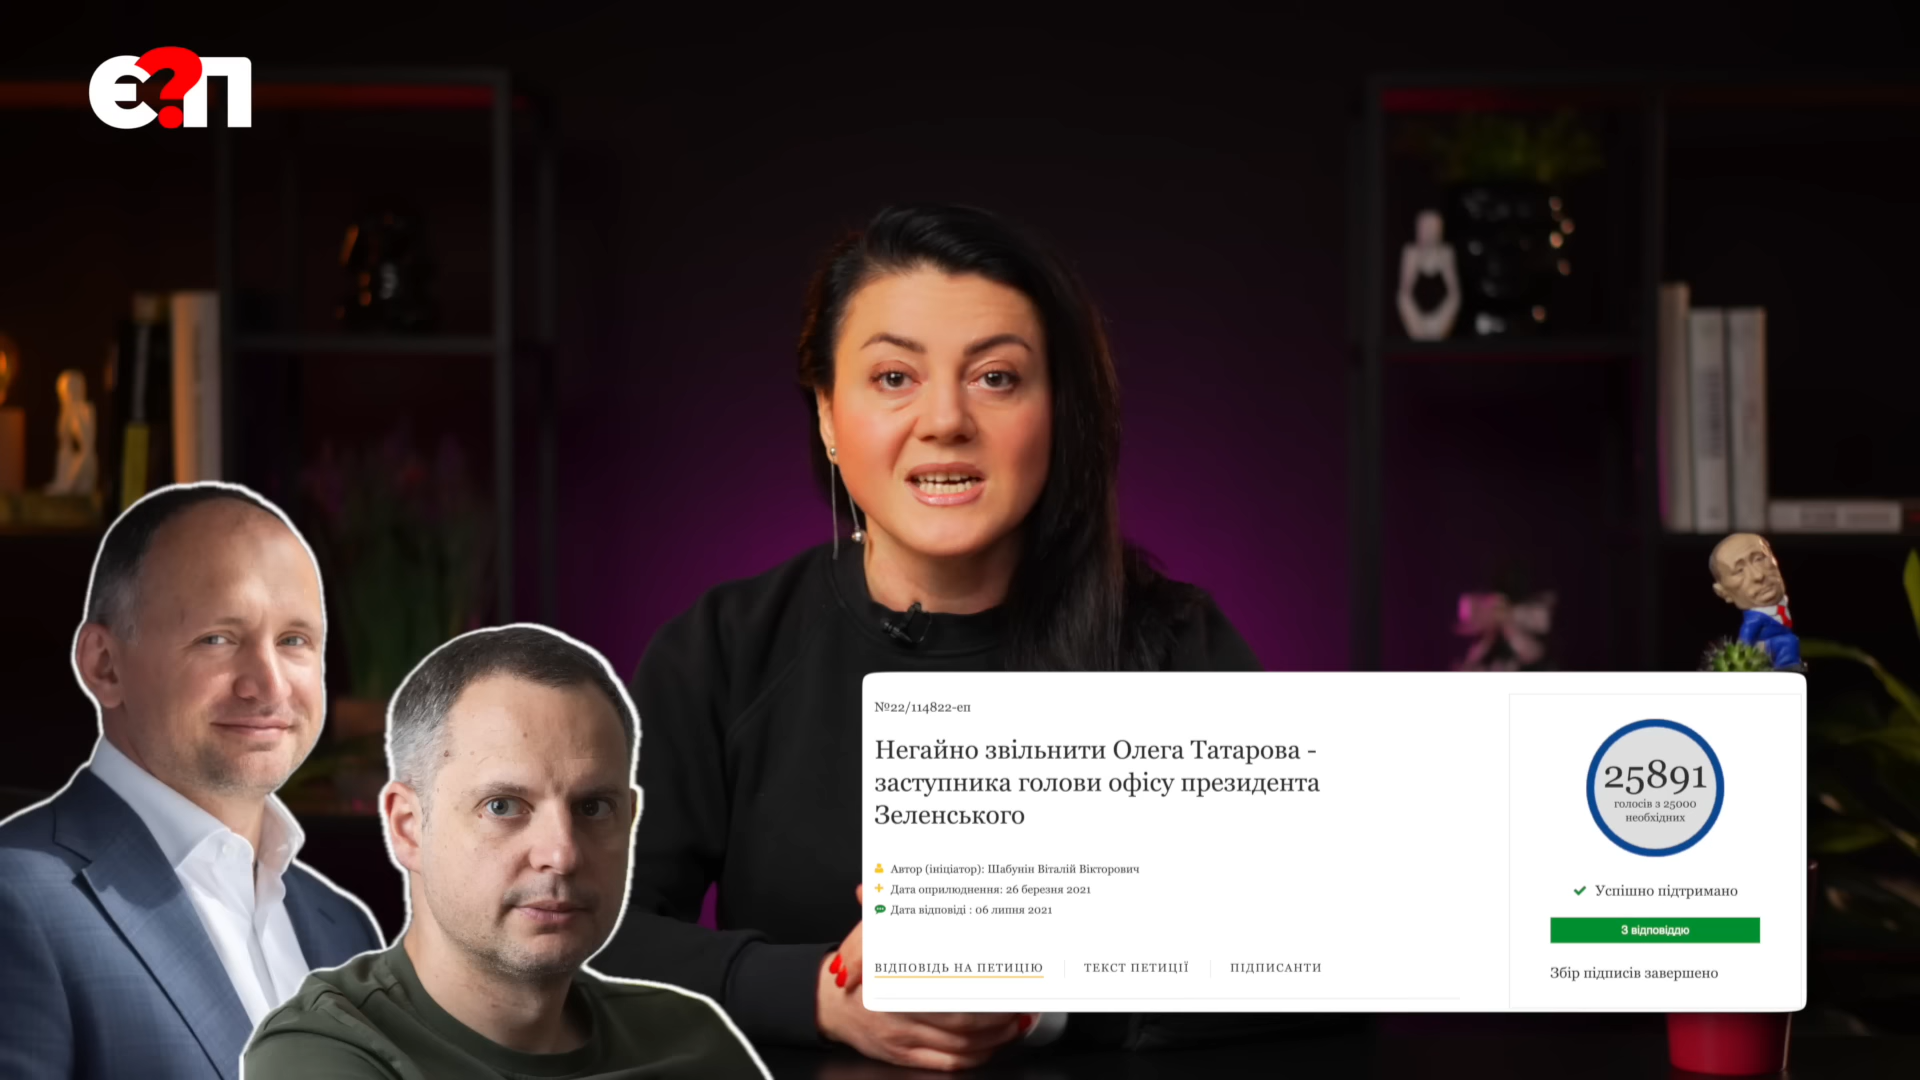 Є?П
№22/114822-еп
Негайно звільнити Олега Татарова -
заступника голови офісу президента
Зеленського
Автор (ініціатор): Шабунін Віталій Вікторович
Дата оприлюднення: 26 березня 2021
Дата відповіді : 06 липня 2021
ВІДПОВІДЬ НА ПЕТИЦІЮ
ТЕКСТ ПЕТИЦІЇ
ПІДПИСАНТИ
25891
голосів з 25000
необхідних
Успішно підтримано
З відповіддю
Збір підписів завершено